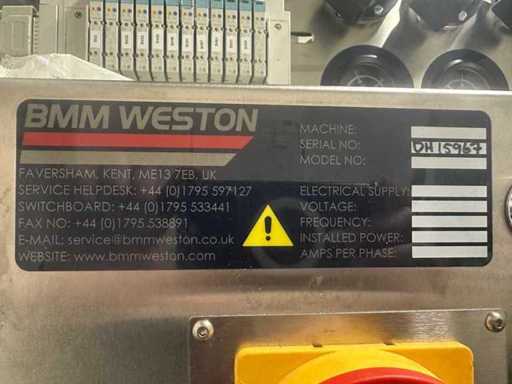 BMM WESTON
FAVERSHAM, KENT, ME13 7EB, UK
SERVICE HELPDESK: +44 (0)1795 597127
SWITCHBOARD: +44 (0)1795 533441
FAX NO: +44 (0)1795 538891
E-MAIL: service@bmmweston.co.uk
WEBSITE: www.bmmweston.com
MACHINE:
SERIAL NO:
MODEL NO:
ELECTRICAL SUPPLY:
VOLTAGE:
FREQUENCY:
INSTALLED POWER:
AMPS PER PHASE: